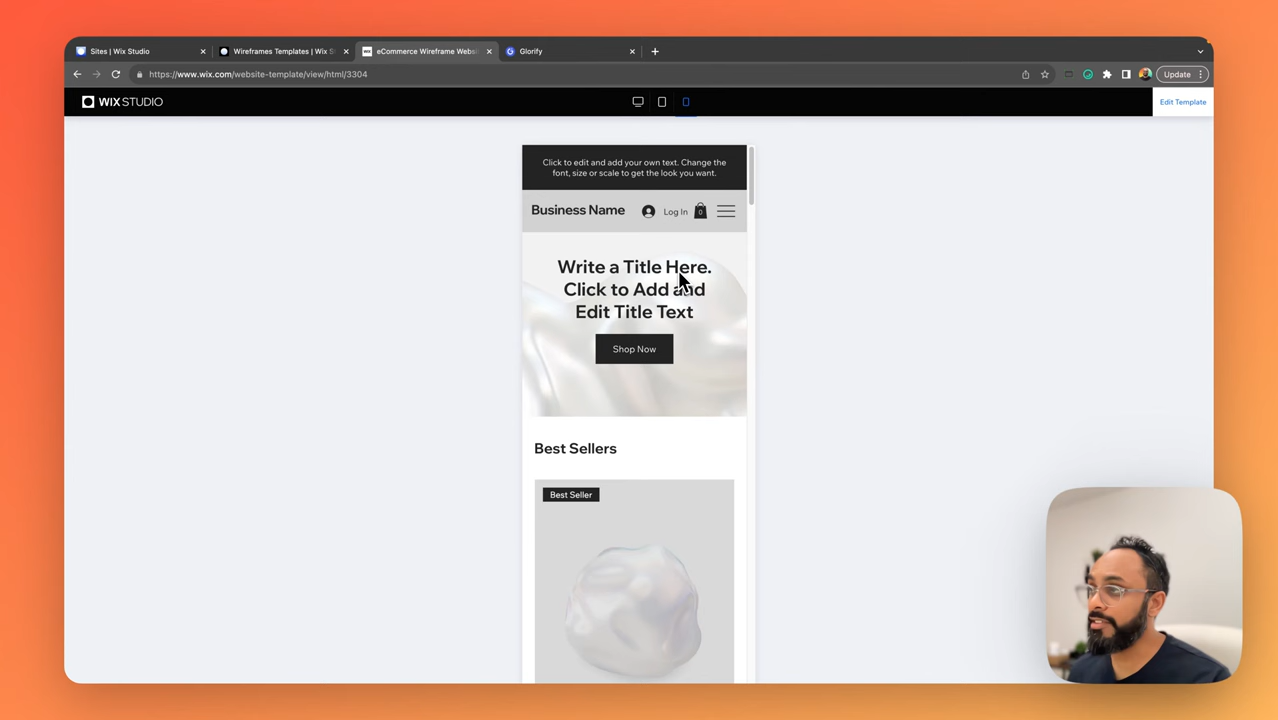 Sites | Wix Studio
Wireframes Templates | Wix S
eCommerce Wireframe Websi
Glorify
https://www.wix.com/website-template/view/html/3304
Update
WIX STUDIO
Edit Template
Click to edit and add your own text. Change the
font, size or scale to get the look you want.
Business Name
Log In
0
Write a Title Here.
Click to Add and
Edit Title Text
Shop Now
Best Sellers
Best Seller